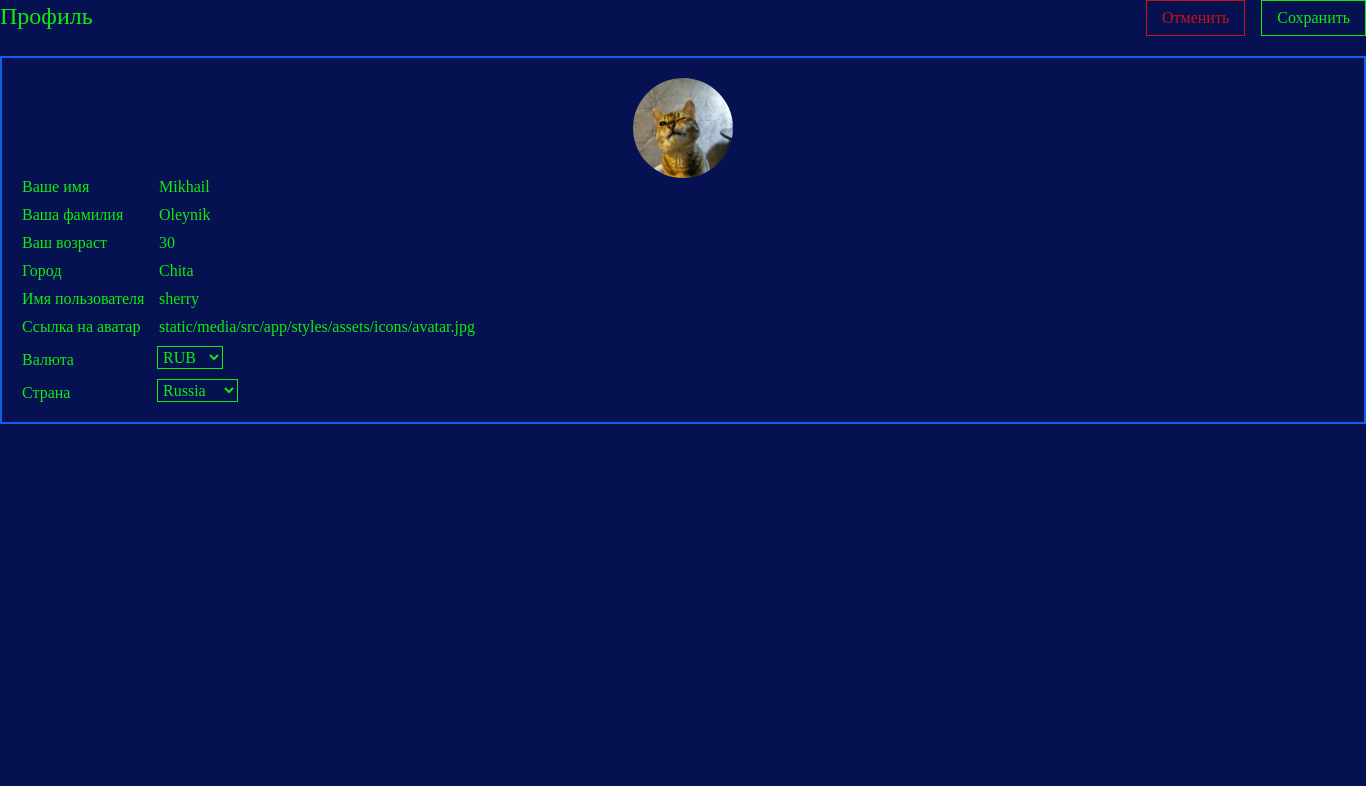 Профиль Отменить Сохранить
Ваше имя Mikhail
Ваша фамилия Oleynik
Ваш возраст 30
Город Chita
Имя пользователя sherry
Ссылка на аватар static/media/src/app/styles/assets/icons/avatar.jpg
Валюта RUB
Страна Russia